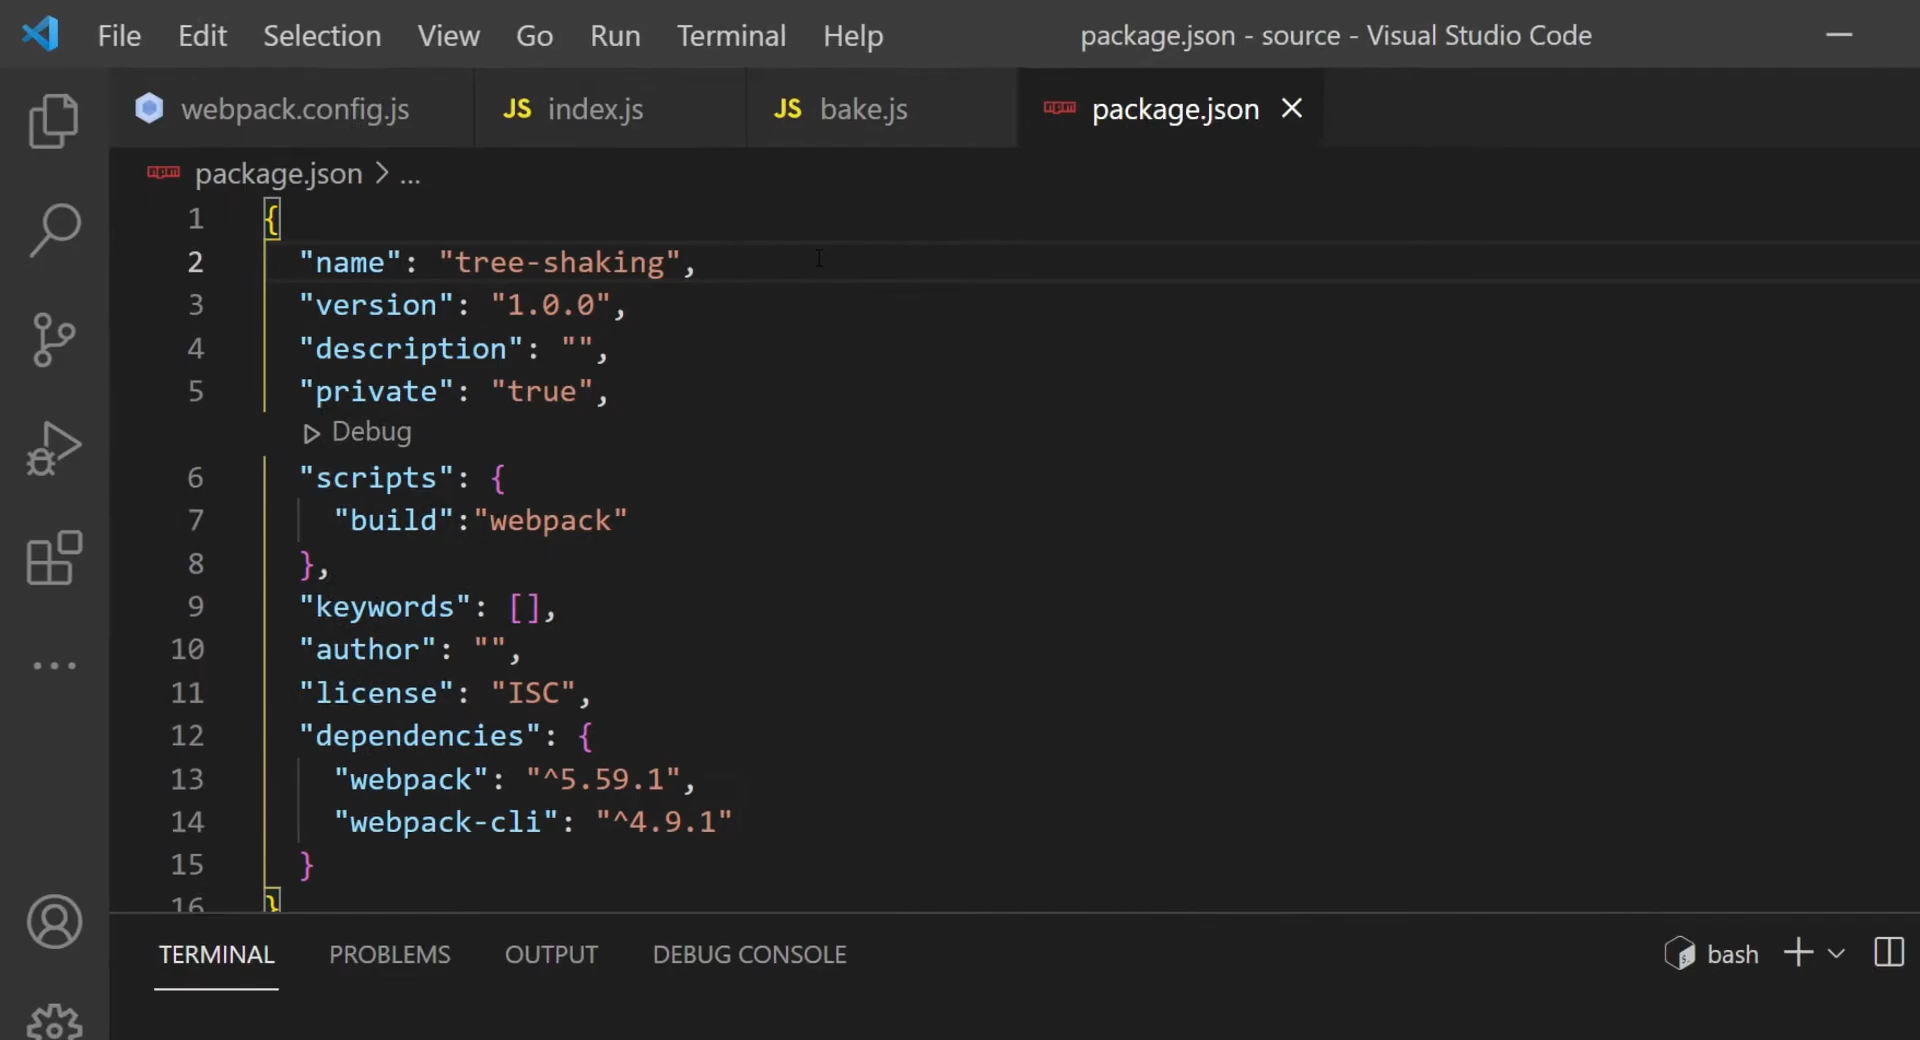 File Edit Selection View Go Run Terminal Help package.json - source - Visual Studio Code
webpack.config.js JS index.js JS bake.js npm package.json
npm package.json > ...
1 {
2 "name": "tree-shaking",
3 "version": "1.0.0",
4 "description": "",
5 "private": "true",
Debug
6 "scripts": {
7 "build":"webpack"
8 },
9 "keywords": [],
10 "author": "",
11 "license": "ISC",
12 "dependencies": {
13 "webpack": "^5.59.1",
14 "webpack-cli": "^4.9.1"
15 }
16 }
TERMINAL PROBLEMS OUTPUT DEBUG CONSOLE bash